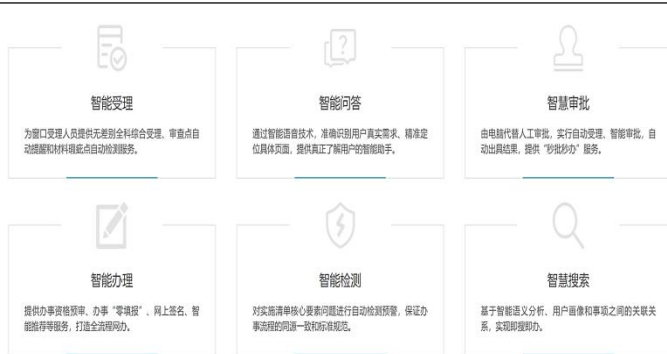 智能受理
为窗口受理人员提供无差别全科综合受理、审查点自
动提醒和材料瑕疵点自动检测服务。
智能问答
通过智能语音技术，准确识别用户真实需求、精准定
位具体页面，提供真正了解用户的智能助手。
智慧审批
由电脑代替人工审批，实行自动受理、智能审批，自
动出具结果，提供“秒批秒办”服务。
智能办理
提供办事资格预审、办事“零填报”、网上签名、智
能推荐等服务，打造全流程网办。
智能检测
对实施清单核心要素问题进行自动检测预警，保证办
事流程的同源一致和标准规范。
智慧搜索
基于智能语义分析、用户画像和事项之间的关联关
系，实现即搜即办。